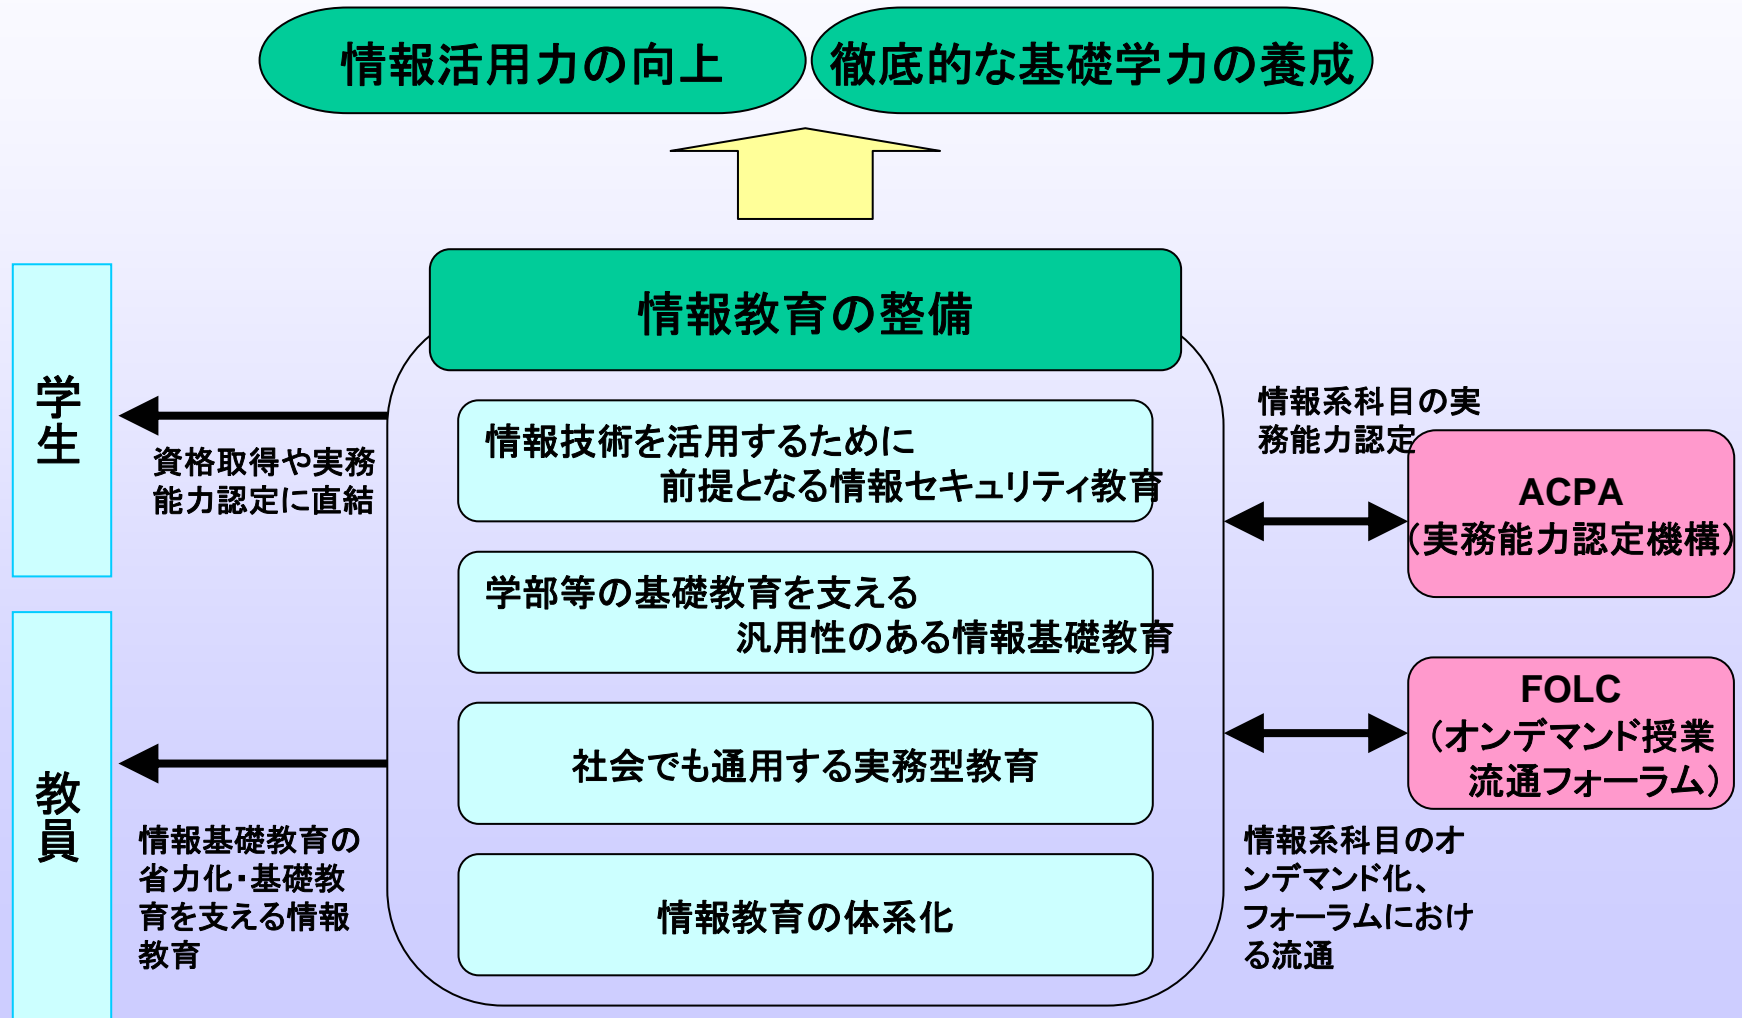 情報活用力の向上
徹底的な基礎学力の養成
情報教育の整備
学生
資格取得や実務
能力認定に直結
教員
情報基礎教育の
省力化・基礎教
育を支える情報
教育
情報技術を活用するために
前提となる情報セキュリティ教育
学部等の基礎教育を支える
汎用性のある情報基礎教育
社会でも通用する実務型教育
情報教育の体系化
情報系科目の実
務能力認定
ACPA
（実務能力認定機構）
FOLC
（オンデマンド授業
流通フォーラム）
情報系科目のオ
ンデマンド化、
フォーラムにおけ
る流通